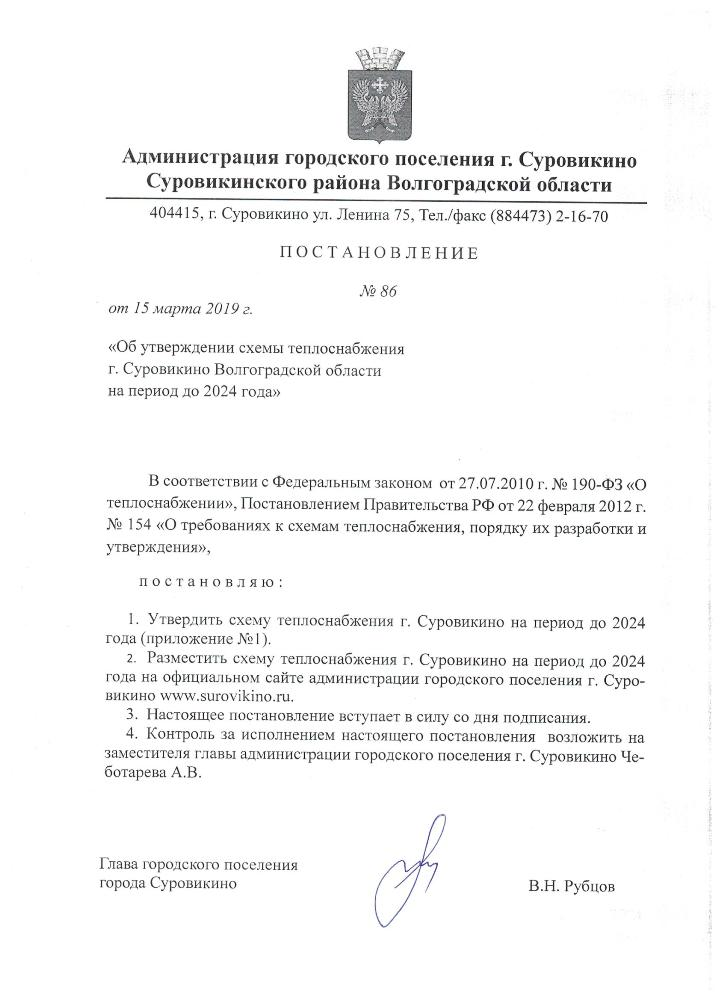 Администрация городского поселения г. Суровикино
Суровикинского района Волгоградской области
404415, г. Суровикино ул. Ленина 75, Тел./факс (884473) 2-16-70
ПОСТАНОВЛЕНИЕ
№ 86
от 15 марта 2019 г.
«Об утверждении схемы теплоснабжения
г. Суровикино Волгоградской области
на период до 2024 года»
В соответствии с Федеральным законом от 27.07.2010 г. № 190-ФЗ «О
теплоснабжении», Постановлением Правительства РФ от 22 февраля 2012 г.
№ 154 «О требованиях к схемам теплоснабжения, порядку их разработки и
утверждения»,
постановляю:
1. Утвердить схему теплоснабжения г. Суровикино на период до 2024
года (приложение №1).
2. Разместить схему теплоснабжения г. Суровикино на период до 2024
года на официальном сайте администрации городского поселения г. Суро-
викино www.surovikino.ru.
3. Настоящее постановление вступает в силу со дня подписания.
4. Контроль за исполнением настоящего постановления возложить на
заместителя главы администрации городского поселения г. Суровикино Че-
ботарева А.В.
Глава городского поселения
города Суровикино
В.Н. Рубцов